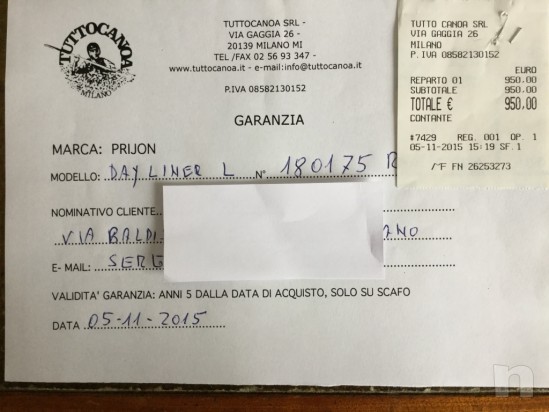 TUTTOCANOA
MILANO
TUTTOCANOA SRL -
VIA GAGGIA 26 -
20139 MILANO MI
TEL /FAX 02 56 93 347 -
www.tuttocanoa.it - e-mail:info@tuttocanoa.it
P.IVA 08582130152
GARANZIA
MARCA: PRIJON
MODELLO: DAY LINER L N° 180175 R
NOMINATIVO CLIENTE
VIA
E- MAIL:
VALIDITA' GARANZIA: ANNI 5 DALLA DATA DI ACQUISTO, SOLO SU SCAFO
DATA 05-11-2015
TUTTO CANOA SRL
VIA GAGGIA 26
MILANO
P. IVA 08582130152
EURO
REPARTO 01 950.00
SUBTOTALE 950.00
TOTALE € 950,00
CONTANTE
#7429 REG. 001 OP. 1
05-11-2015 15:19 SF. 1
FN 26253273